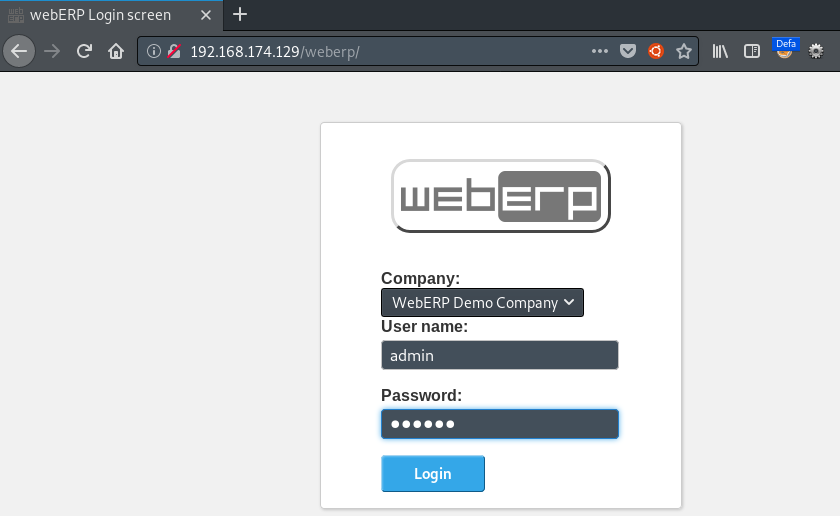 webERP Login screen
192.168.174.129/weberp/
Defa
weberp
Company:
WebERP Demo Company
User name:
admin
Password:
●●●●●●
Login